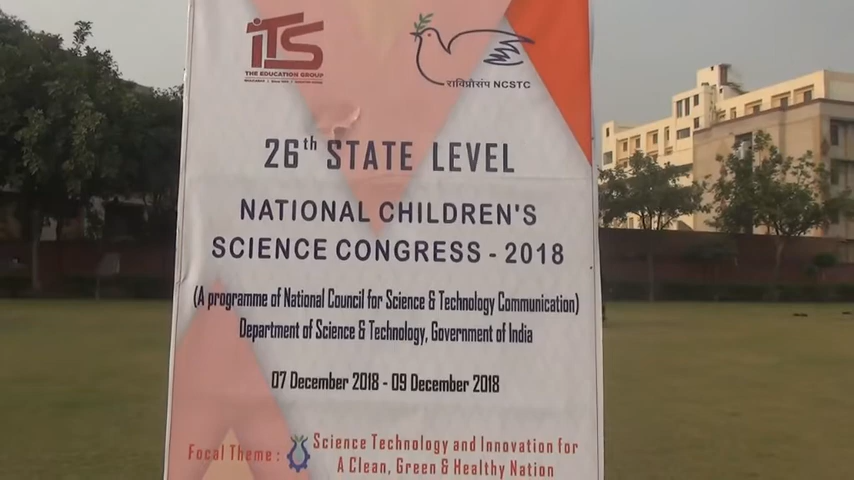 iTS
THE EDUCATION GROUP
राविप्रौसंप NCSTC
26th STATE LEVEL
NATIONAL CHILDREN'S
SCIENCE CONGRESS - 2018
(A programme of National Council for Science & Technology Communication)
Department of Science & Technology, Government of India
07 December 2018 - 09 December 2018
Focal Theme : Science Technology and Innovation for
A Clean, Green & Healthy Nation